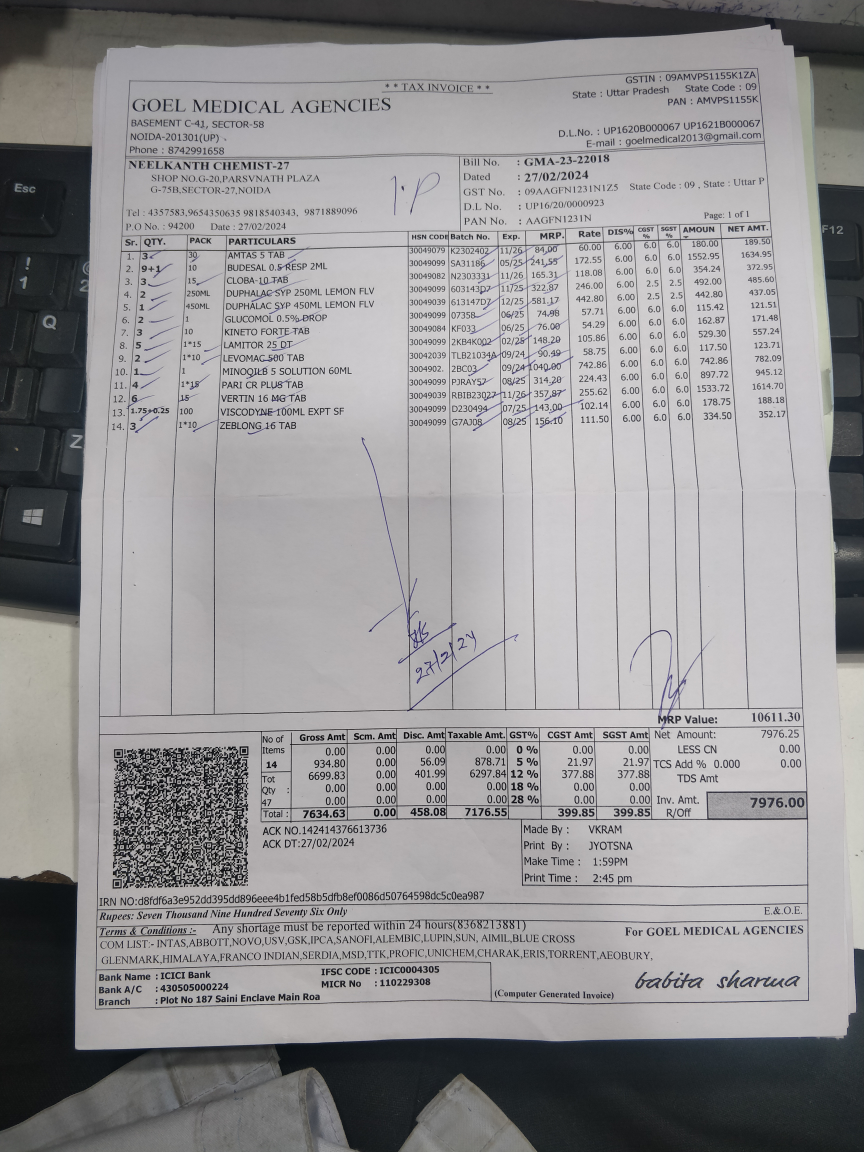 * * TAX INVOICE * *
GOEL MEDICAL AGENCIES
BASEMENT C-41, SECTOR-58
NOIDA-201301(UP)
Phone : 8742991658
GSTIN : 09AMVPS1155K1ZA
State : Uttar Pradesh State Code : 09
PAN : AMVPS1155K
D.L.No. : UP1620B000067 UP1621B000067
E-mail : goelmedical2013@gmail.com
NEELKANTH CHEMIST-27
SHOP NO.G-20,PARSVNATH PLAZA
G-75B,SECTOR-27,NOIDA
Tel : 4357583,9654350635 9818540343, 9871889096
P.O No. : 94200 Date : 27/02/2024
Bill No. : GMA-23-22018
Dated : 27/02/2024
GST No. : 09AAGFN1231N1Z5 State Code : 09 , State : Uttar P
D.L. No. : UP16/20/0000923
PAN No. : AAGFN1231N
Page: 1 of 1
Sr. QTY. PACK PARTICULARS HSN CODE Batch No. Exp. MRP. Rate DIS% CGST % SGST % AMOUN NET AMT.
1. 3 30 AMTAS 5 TAB 30049079 K2302402 11/26 84.00 60.00 6.00 6.0 6.0 180.00 189.50
2. 9+1 10 BUDESAL 0.5 RESP 2ML 30049099 SA31186 05/25 241.55 172.55 6.00 6.0 6.0 1552.95 1634.95
3. 3 15 CLOBA 10 TAB 30049082 N2303331 11/26 165.31 118.08 6.00 6.0 6.0 354.24 372.95
4. 2 250ML DUPHALAC SYP 250ML LEMON FLV 30049099 603143D7 11/25 322.87 246.00 6.00 2.5 2.5 492.00 485.60
5. 1 450ML DUPHALAC SYP 450ML LEMON FLV 30049039 613147D7 12/25 581.17 442.80 6.00 2.5 2.5 442.80 437.05
6. 2 1 GLUCOMOL 0.5% DROP 30049099 07358 06/25 74.98 57.71 6.00 6.0 6.0 115.42 121.51
7. 3 10 KINETO FORTE TAB 30049084 KF033 06/25 76.00 54.29 6.00 6.0 6.0 162.87 171.48
8. 5 1*15 LAMITOR 25 DT 30049099 2KB4K002 02/25 148.20 105.86 6.00 6.0 6.0 529.30 557.24
9. 2 1*10 LEVOMAC 500 TAB 30042039 TLB21034A 09/24 90.49 58.75 6.00 6.0 6.0 117.50 123.71
10. 1 1 MINOQILB 5 SOLUTION 60ML 3004902. 2BC03 09/24 1040.00 742.86 6.00 6.0 6.0 742.86 782.09
11. 4 1*15 PARI CR PLUS TAB 30049099 PJRAY57 08/25 314.20 224.43 6.00 6.0 6.0 897.72 945.12
12. 6 15 VERTIN 16 MG TAB 30049039 RBIB23027 11/26 357.87 255.62 6.00 6.0 6.0 1533.72 1614.70
13. 1.75+0.25 100 VISCODYNE 100ML EXPT SF 30049099 D230494 07/25 143.00 102.14 6.00 6.0 6.0 178.75 188.18
14. 3 1*10 ZEBLONG 16 TAB 30049099 G7AJ08 08/25 156.10 111.50 6.00 6.0 6.0 334.50 352.17
27/2/24
MRP Value: 10611.30
No of Items 14 Tot Qty : 47
Gross Amt Scm. Amt Disc. Amt Taxable Amt. GST% CGST Amt SGST Amt
0.00 0.00 0.00 0.00 0 % 0.00 0.00
934.80 0.00 56.09 878.71 5 % 21.97 21.97
6699.83 0.00 401.99 6297.84 12 % 377.88 377.88
0.00 0.00 0.00 0.00 18 % 0.00 0.00
0.00 0.00 0.00 0.00 28 % 0.00 0.00
Total : 7634.63 0.00 458.08 7176.55 399.85 399.85
Net Amount: 7976.25
LESS CN 0.00
TCS Add % 0.000 0.00
TDS Amt
Inv. Amt. 7976.00
R/Off
ACK NO.142414376613736
ACK DT:27/02/2024
Made By : VKRAM
Print By : JYOTSNA
Make Time : 1:59PM
Print Time : 2:45 pm
IRN NO:d8fdf6a3e952dd395dd896eee4b1fed58b5dfb8ef0086d50764598dc5c0ea987
Rupees: Seven Thousand Nine Hundred Seventy Six Only
E.& O.E.
Terms & Conditions :- Any shortage must be reported within 24 hours(8368213881)
COM LIST:- INTAS,ABBOTT,NOVO,USV,GSK,IPCA,SANOFI,ALEMBIC,LUPIN,SUN, AIMIL,BLUE CROSS
GLENMARK,HIMALAYA,FRANCO INDIAN,SERDIA,MSD,TTK,PROFIC,UNICHEM,CHARAK,ERIS,TORRENT,AEOBURY,
For GOEL MEDICAL AGENCIES
Bank Name : ICICI Bank IFSC CODE : ICIC0004305
Bank A/C : 430505000224 MICR No : 110229308
Branch : Plot No 187 Saini Enclave Main Roa
(Computer Generated Invoice)
babita sharma
Esc
!
1
Q
Z
F12